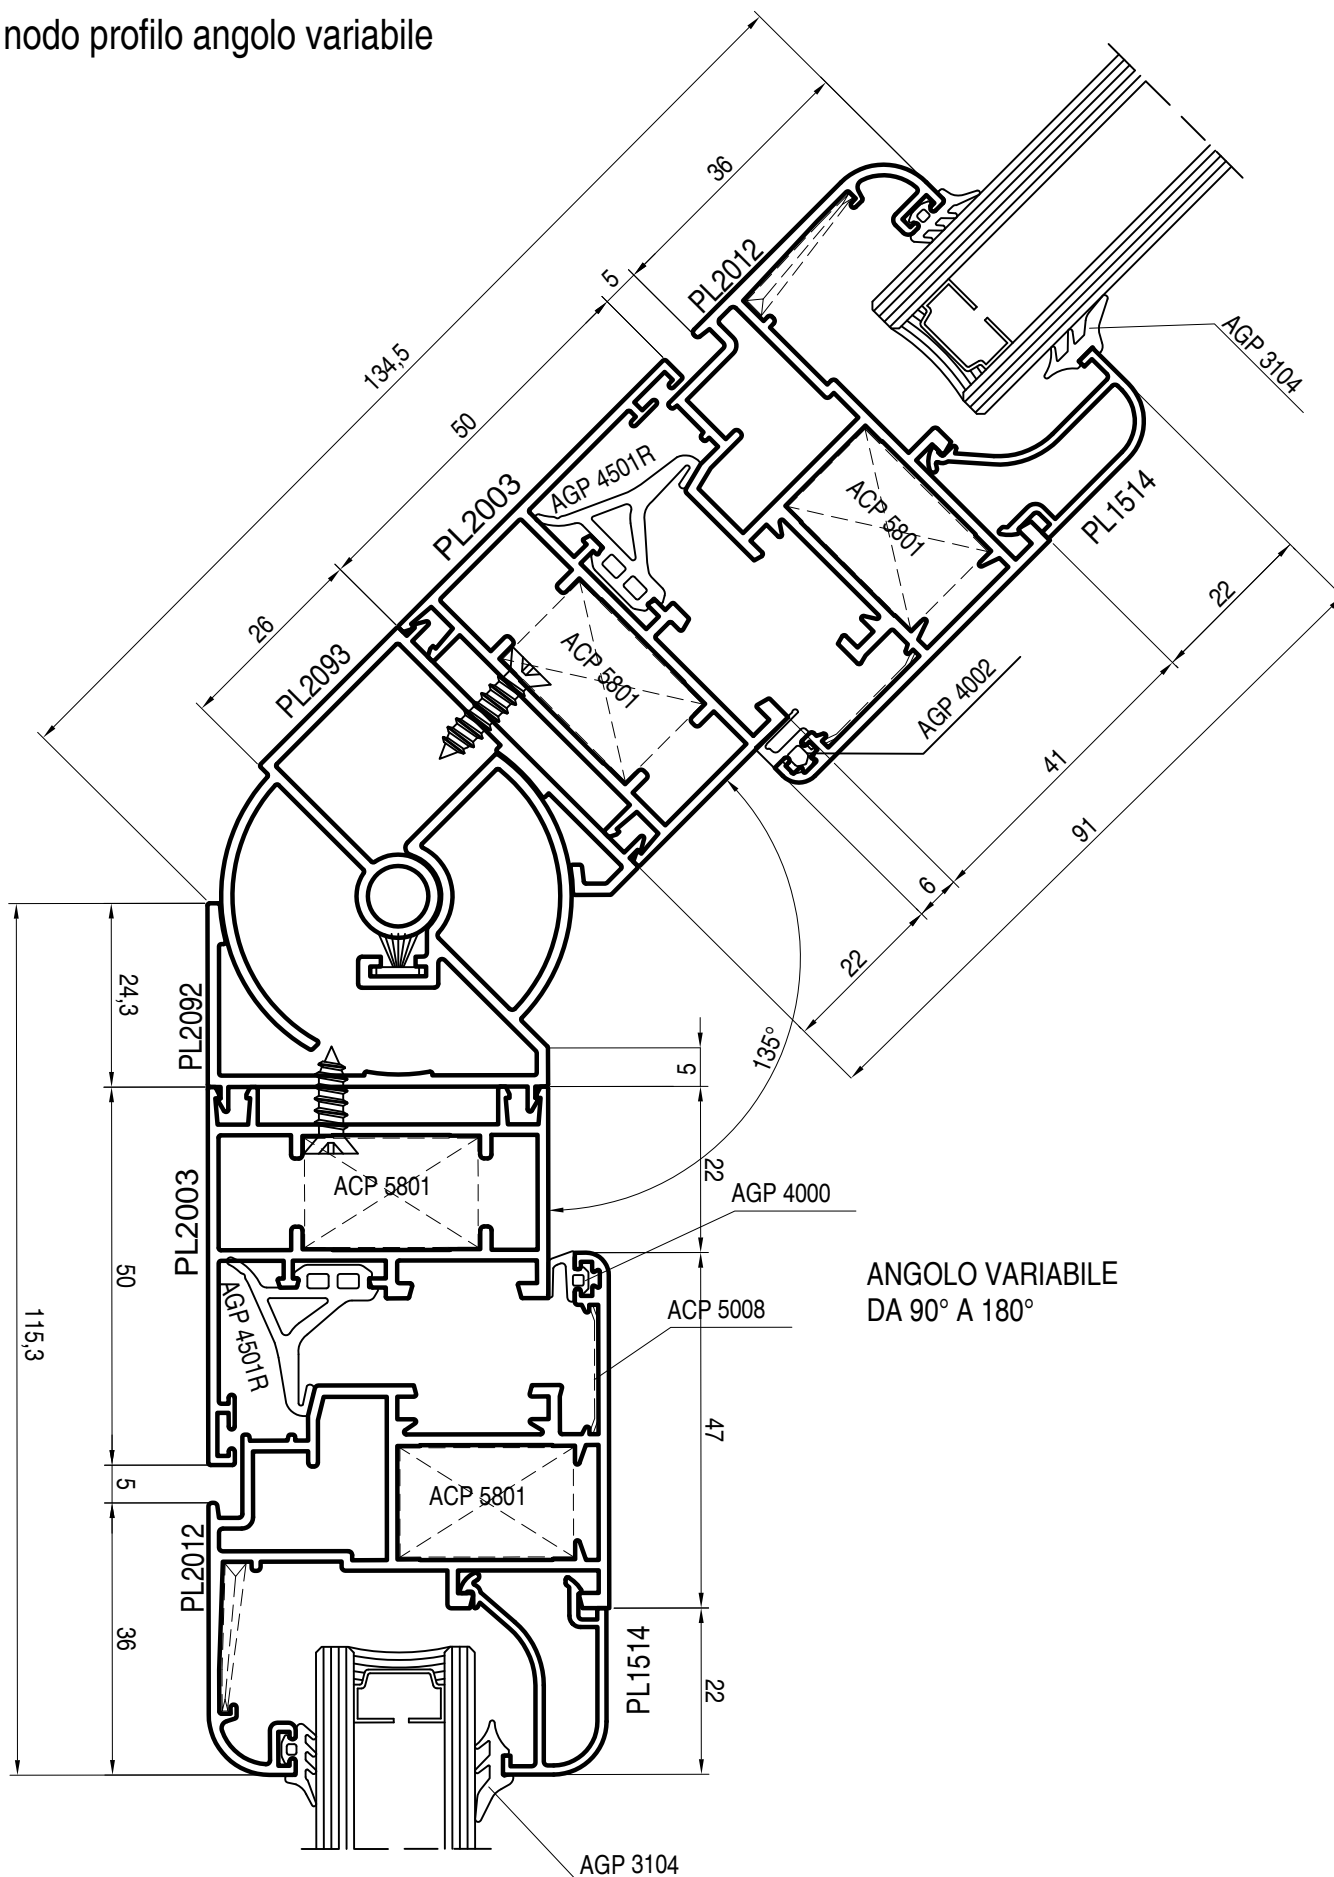 nodo profilo angolo variabile
36
5
PL2012
134,5
50
AGP 3104
AGP 4501R
PL2003
ACP 5801
PL1514
26
PL2093
ACP 5801
22
AGP 4002
41
91
6
22
24,3
PL2092
135°
5
22
ACP 5801
AGP 4000
PL2003
50
ANGOLO VARIABILE
DA 90° A 180°
ACP 5008
115,3
AGP 4501R
47
5
ACP 5801
PL2012
36
PL1514
22
AGP 3104